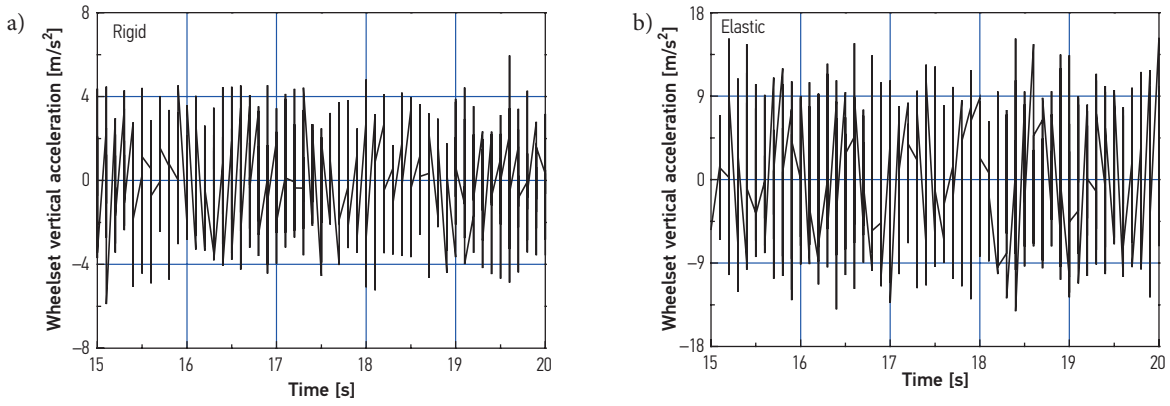 a)
Wheelset vertical acceleration [m/s²]
8
4
0
−4
−8
Rigid
15 16 17 18 19 20
Time [s]
b)
Wheelset vertical acceleration [m/s²]
18
9
0
−9
−18
Elastic
15 16 17 18 19 20
Time [s]